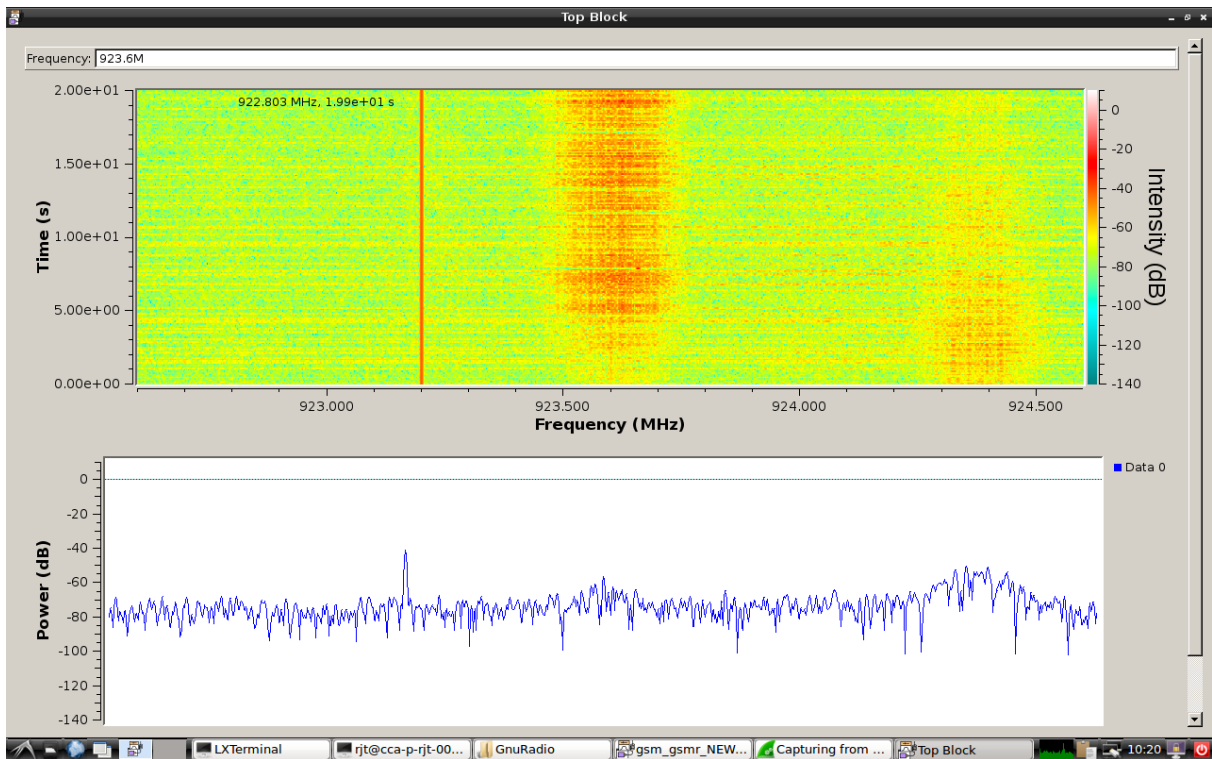 Top Block
Frequency: 923.6M
922.803 MHz, 1.99e+01 s
2.00e+01
1.50e+01
1.00e+01
5.00e+00
0.00e+00
Time (s)
923.000 923.500 924.000 924.500
Frequency (MHz)
0
-20
-40
-60
-80
-100
-120
-140
Intensity (dB)
0
-20
-40
-60
-80
-100
-120
-140
Power (dB)
Data 0
LXTerminal rjt@cca-p-rjt-00... GnuRadio gsm_gsmr_NEW... Capturing from ... Top Block 10:20